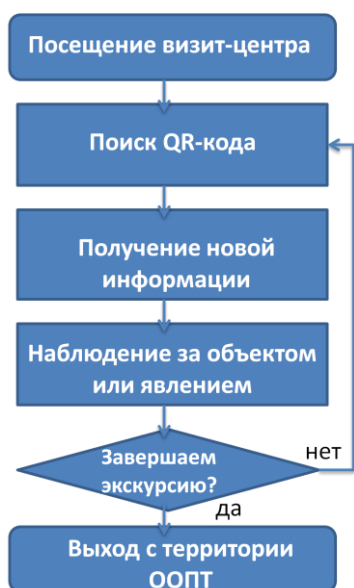 Посещение визит-центра
Поиск QR-кода
Получение новой
информации
Наблюдение за объектом
или явлением
Завершаем
экскурсию?
нет
да
Выход с территории
ООПТ